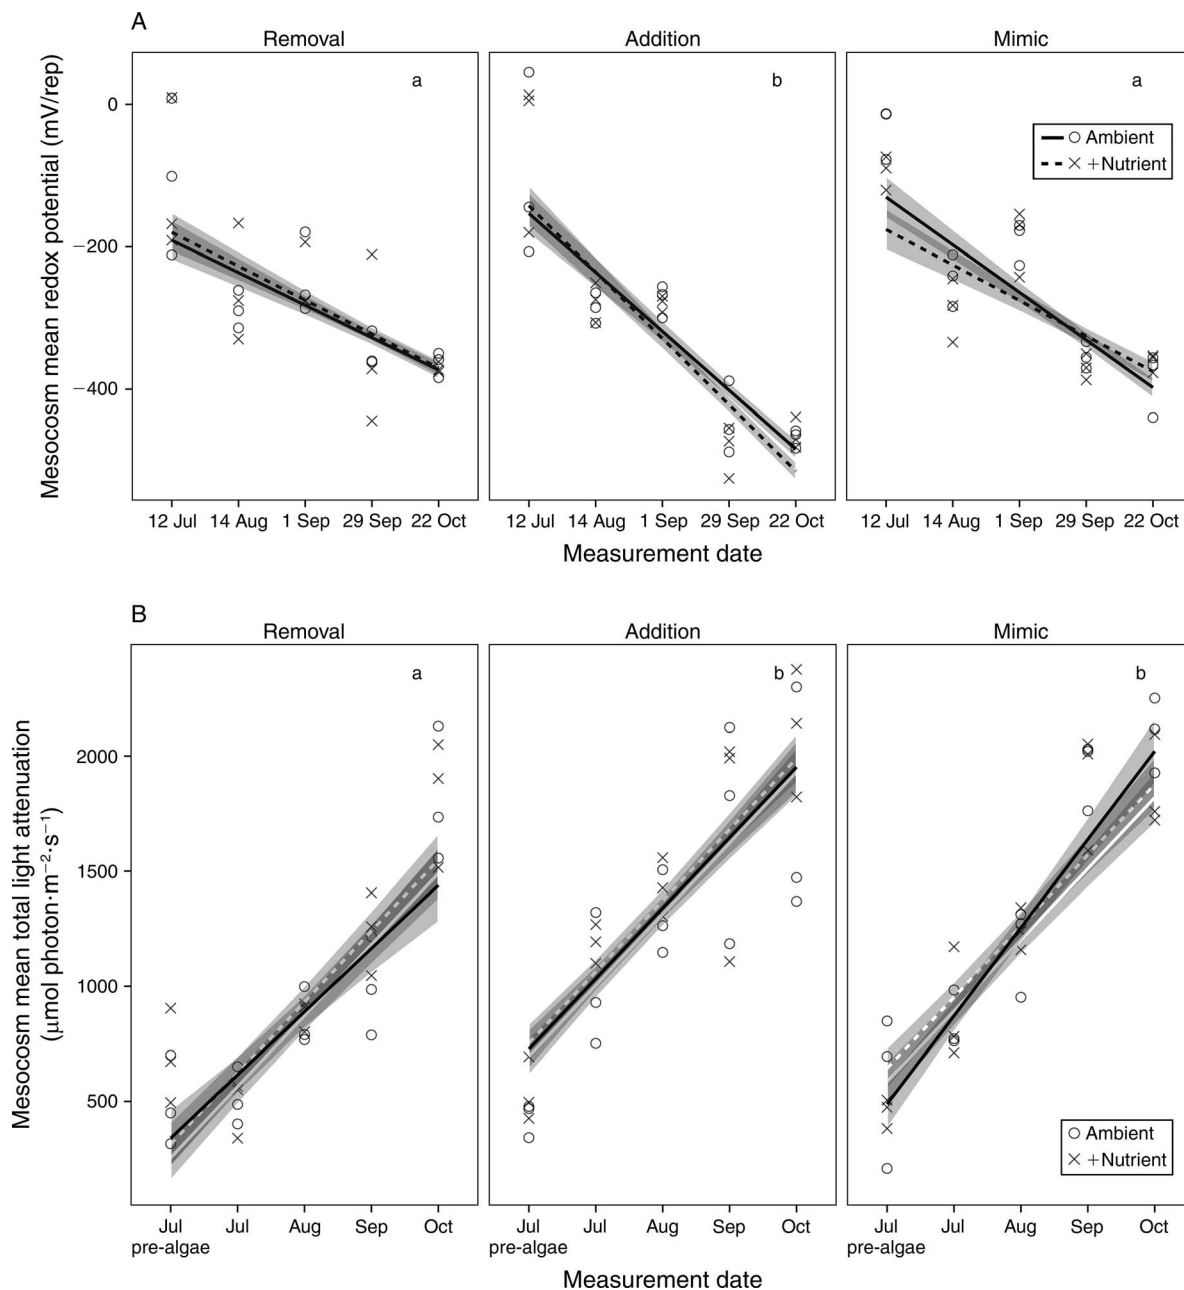 A
Removal Addition Mimic
a b a
Mesocosm mean redox potential (mV/rep)
0
−200
−400
Ambient
+Nutrient
12 Jul 14 Aug 1 Sep 29 Sep 22 Oct 12 Jul 14 Aug 1 Sep 29 Sep 22 Oct 12 Jul 14 Aug 1 Sep 29 Sep 22 Oct
Measurement date
B
Removal Addition Mimic
a b b
Mesocosm mean total light attenuation
(μmol photon·m⁻²·s⁻¹)
2000
1500
1000
500
Ambient
+Nutrient
Jul Jul Aug Sep Oct Jul Jul Aug Sep Oct Jul Jul Aug Sep Oct
pre-algae pre-algae pre-algae
Measurement date